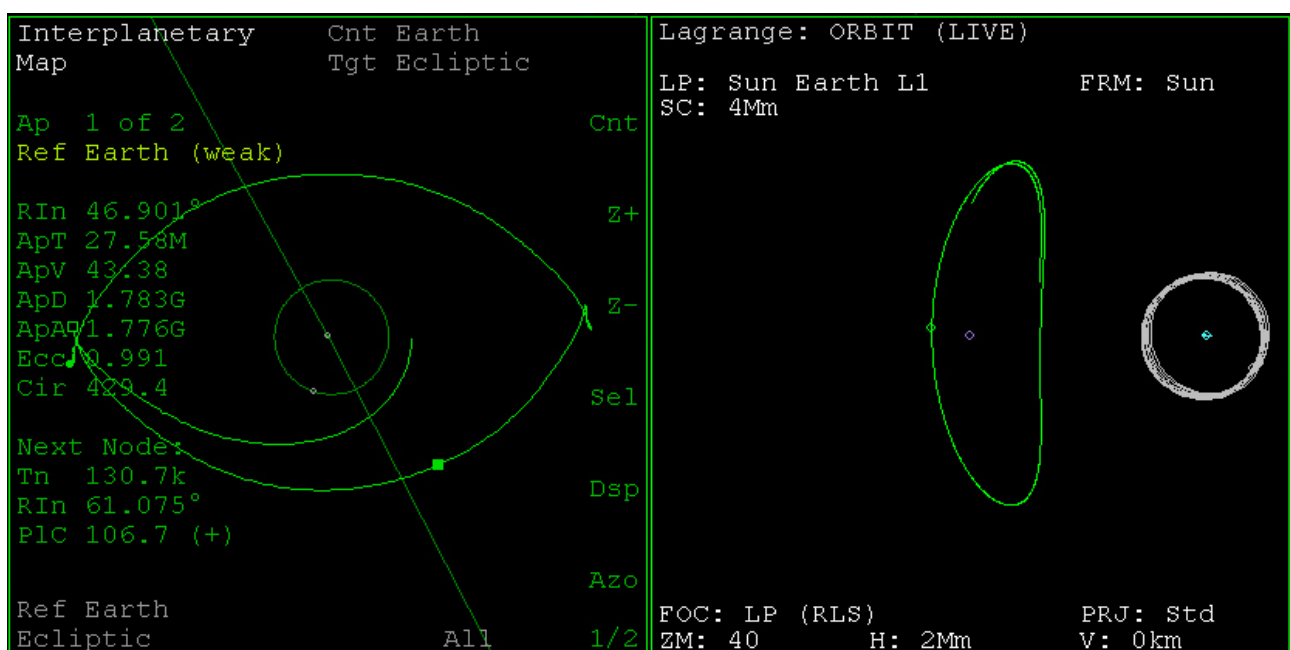 Interplanetary Cnt Earth
Map Tgt Ecliptic
Ap 1 of 2 Cnt
Ref Earth (weak)
RIn 46.901° Z+
ApT 27.58M
ApV 43.38
ApD 1.783G Z-
ApA 1.776G
Ecc 0.991
Cir 429.4 Sel
Next Node:
Tn 130.7k Dsp
RIn 61.075°
PlC 106.7 (+)
Azo
Ref Earth
Ecliptic All 1/2
Lagrange: ORBIT (LIVE)
LP: Sun Earth L1 FRM: Sun
SC: 4Mm
FOC: LP (RLS) PRJ: Std
ZM: 40 H: 2Mm V: 0km